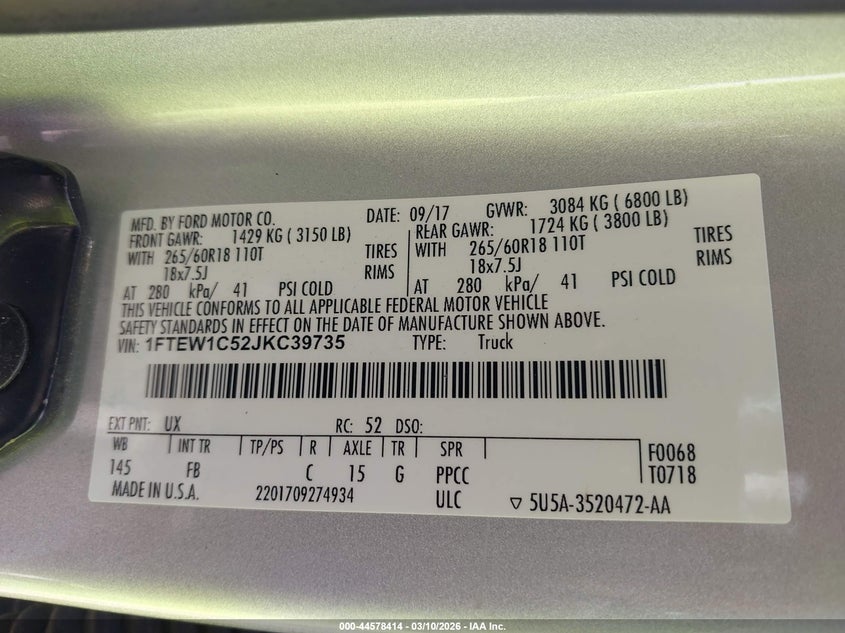 MFD. BY FORD MOTOR CO. DATE: 09/17 GVWR: 3084 KG ( 6800 LB)
FRONT GAWR: 1429 KG ( 3150 LB) REAR GAWR: 1724 KG ( 3800 LB)
WITH 265/60R18 110T TIRES WITH 265/60R18 110T TIRES
18x7.5J RIMS 18x7.5J RIMS
AT 280 kPa/ 41 PSI COLD AT 280 kPa/ 41 PSI COLD
THIS VEHICLE CONFORMS TO ALL APPLICABLE FEDERAL MOTOR VEHICLE
SAFETY STANDARDS IN EFFECT ON THE DATE OF MANUFACTURE SHOWN ABOVE.
VIN: 1FTEW1C52JKC39735 TYPE: Truck
EXT PNT: UX RC: 52 DSO:
WB INT TR TP/PS R AXLE TR SPR F0068
145 FB C 15 G PPCC T0718
MADE IN U.S.A. 2201709274934 ULC ▽ 5U5A-3520472-AA
000-44578414 - 03/10/2026 - IAA Inc.